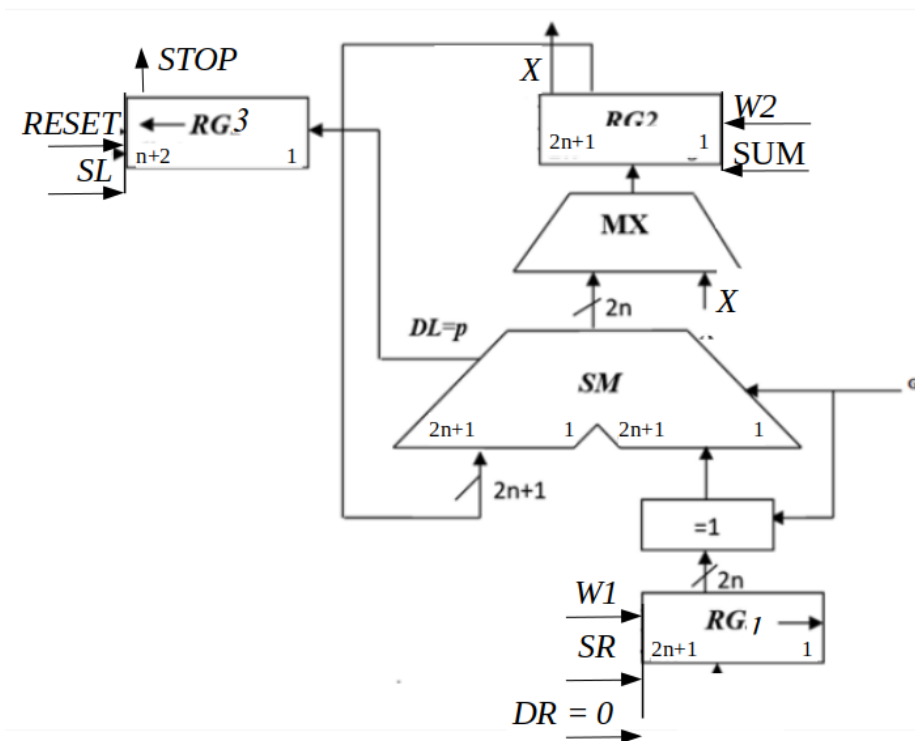 STOP
X
RG3
RG2
W2
RESET
n+2 1
2n+1 1
SUM
SL
MX
2n
X
DL=p
SM
2n+1 1 2n+1 1
2n+1
=1
2n
W1
RG1
SR
2n+1 1
DR = 0